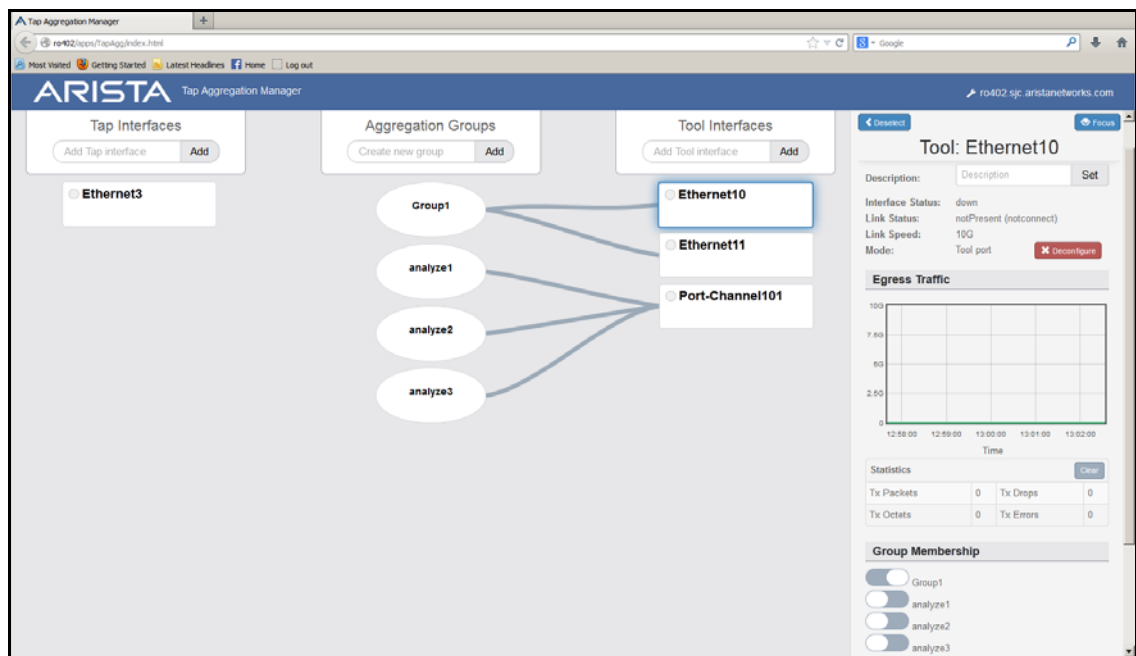 Tap Aggregation Manager
+
ro402/apps/TapAgg/index.html
Google
Most Visited Getting Started Latest Headlines Home Log out
ARISTA Tap Aggregation Manager ro402 sjc.aristanetworks.com
Tap Interfaces
Add Tap interface Add
Ethernet3
Aggregation Groups
Create new group Add
Group1
analyze1
analyze2
analyze3
Tool Interfaces
Add Tool interface Add
Ethernet10
Ethernet11
Port-Channel101
Deselect Focus
Tool: Ethernet10
Description: Description Set
Interface Status: down
Link Status: notPresent (notconnect)
Link Speed: 10G
Mode: Tool port Deconfigure
Egress Traffic
10G
7.5G
5G
2.5G
0
12:58:00 12:59:00 13:00:00 13:01:00 13:02:00
Time
Statistics Clear
Tx Packets 0 Tx Drops 0
Tx Octets 0 Tx Errors 0
Group Membership
Group1
analyze1
analyze2
analyze3